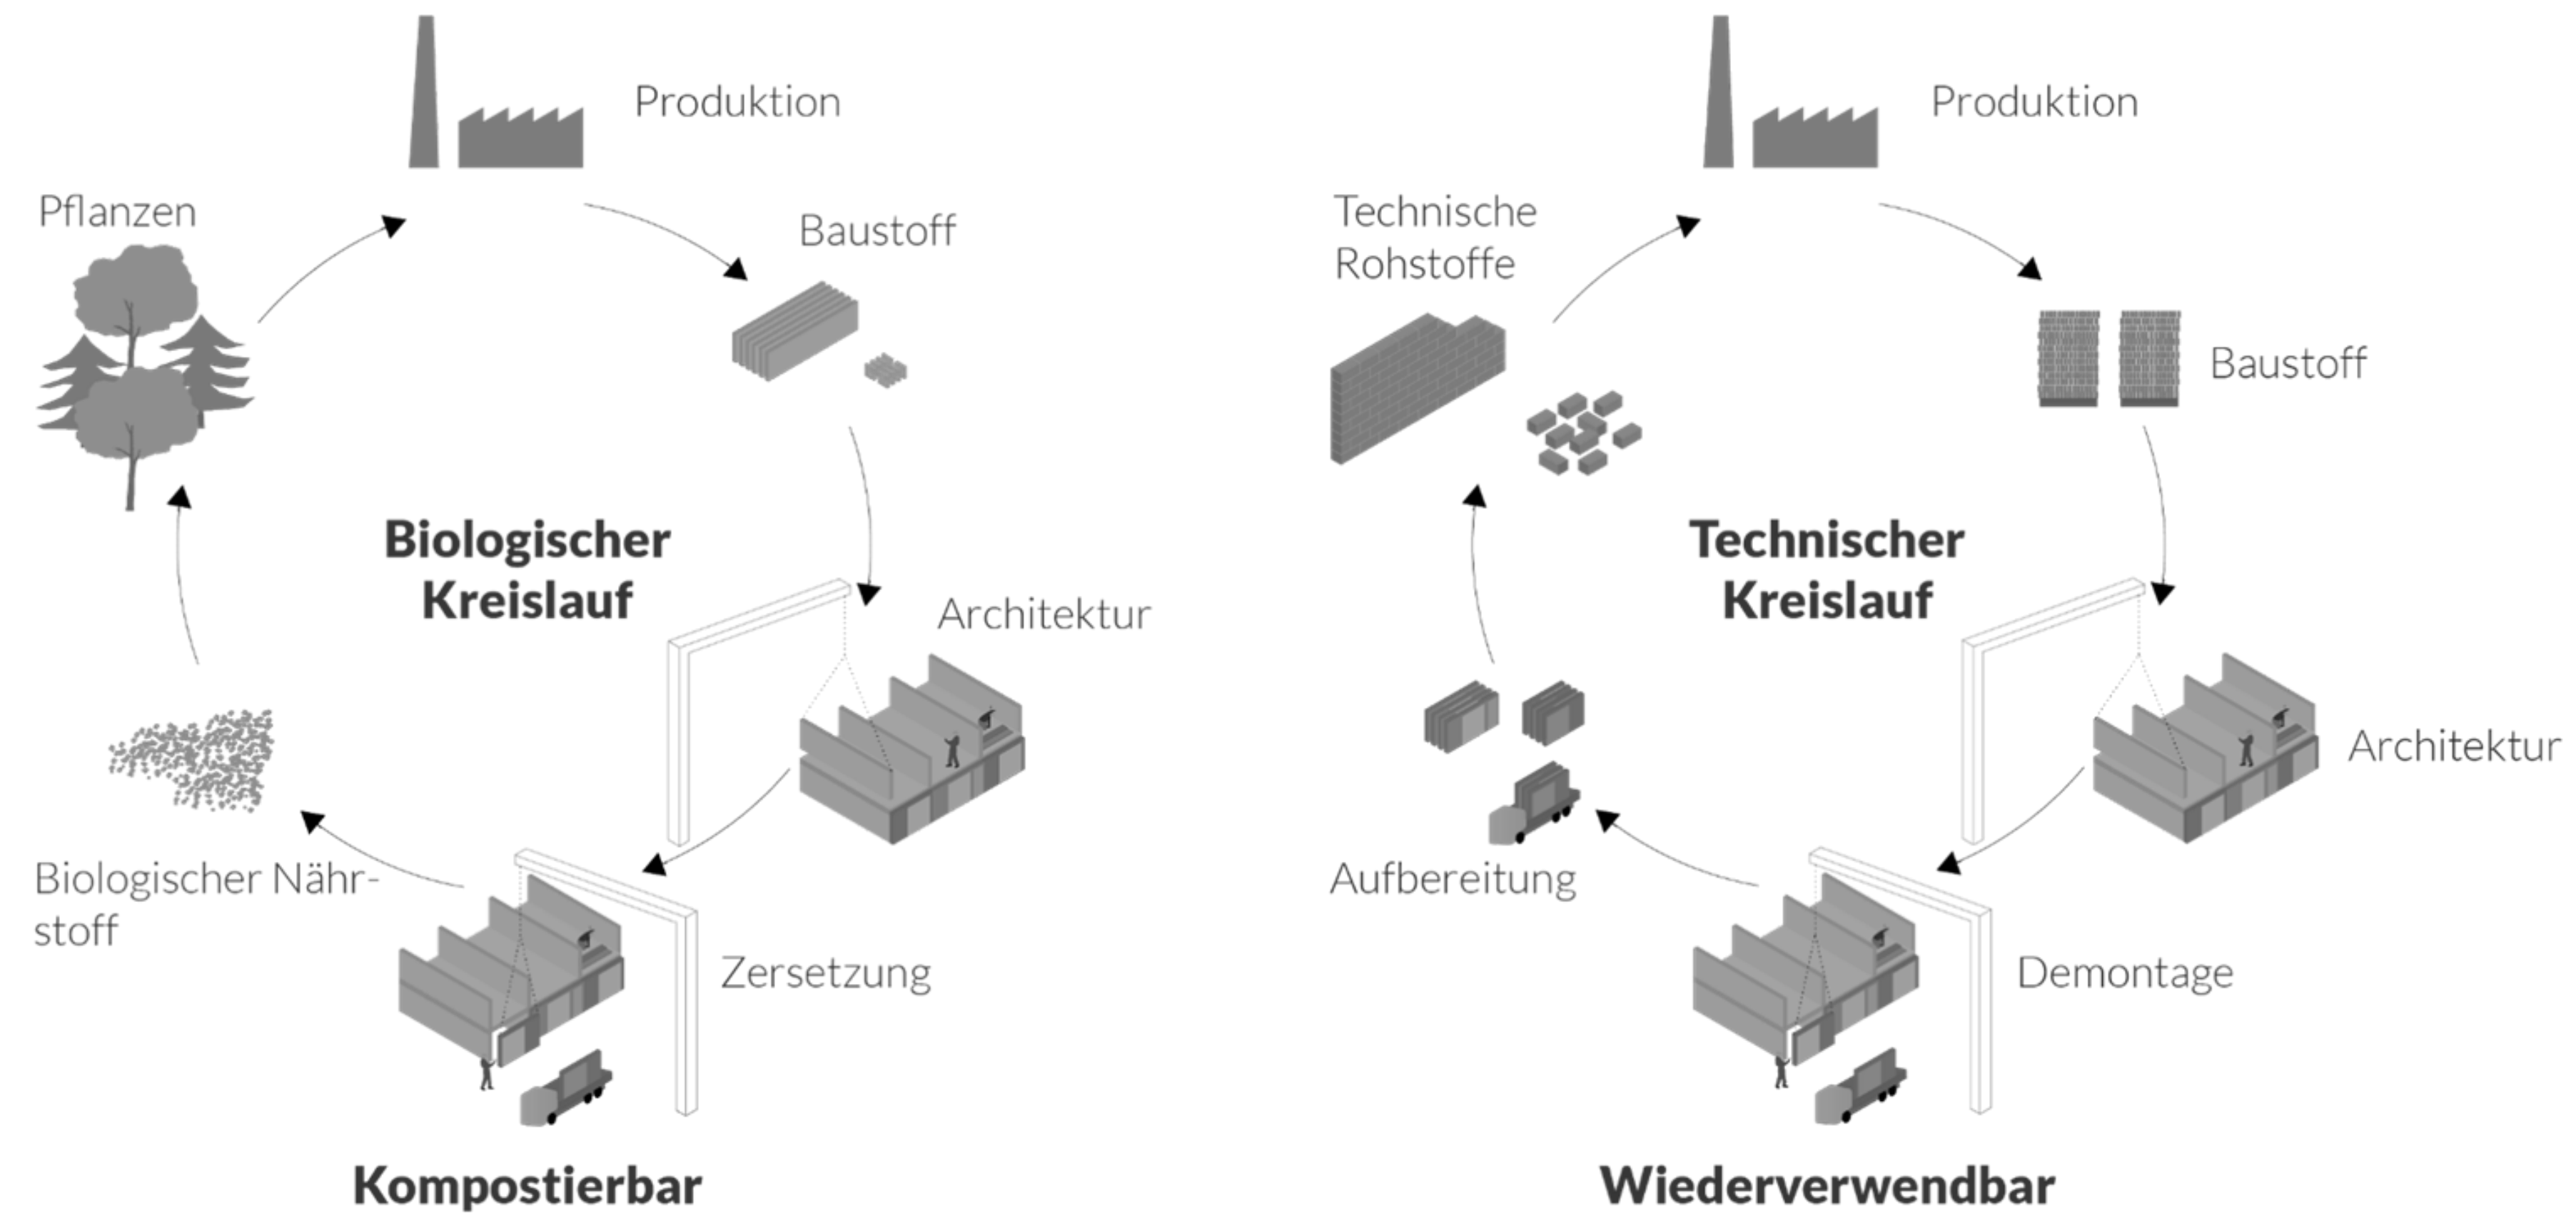 Produktion
Pflanzen
Baustoff
Biologischer
Kreislauf
Architektur
Biologischer Nähr-
stoff
Zersetzung
Kompostierbar
Produktion
Technische
Rohstoffe
Baustoff
Technischer
Kreislauf
Architektur
Aufbereitung
Demontage
Wiederverwendbar